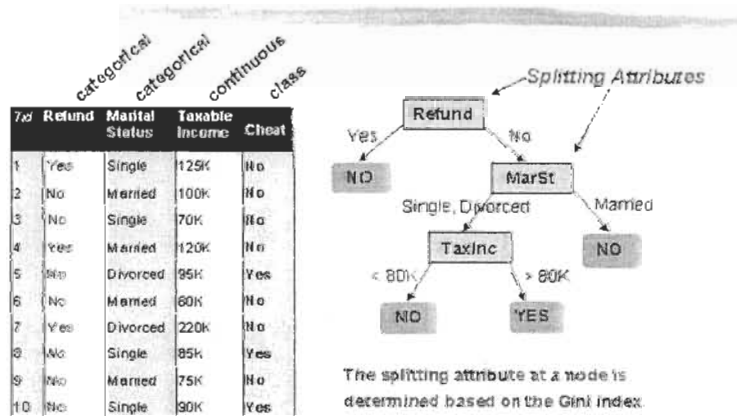 categorical
categorical
continuous
class
Tid Refund Marital Status Taxable Income Cheat
1 Yes Single 125K No
2 No Married 100K No
3 No Single 70K No
4 Yes Married 120K No
5 No Divorced 95K Yes
6 No Married 60K No
7 Yes Divorced 220K No
8 No Single 85K Yes
9 No Married 75K No
10 No Single 90K Yes
Splitting Attributes
Refund
Yes No
NO MarSt
Single, Divorced Married
TaxInc NO
< 80K > 80K
NO YES
The splitting attribute at a node is
determined based on the Gini index